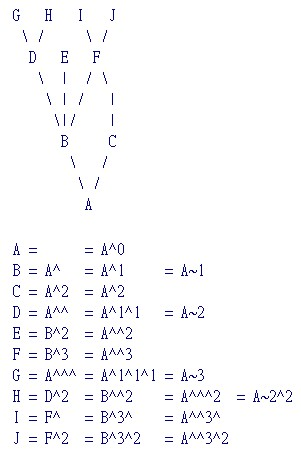 G   H   I   J
 \ /     \ /
  D   E   F
   \  |  / \
    \ | /   |
     \|/    |
      B     C
       \   /
        \ /
         A

A =      = A^0
B = A^   = A^1     = A~1
C = A^2  = A^2
D = A^^  = A^1^1   = A~2
E = B^2  = A^^2
F = B^3  = A^^3
G = A^^^ = A^1^1^1 = A~3
H = D^2  = B^^2    = A^^^2  = A~2^2
I = F^   = B^3^    = A^^3^
J = F^2  = B^3^2   = A^^3^2